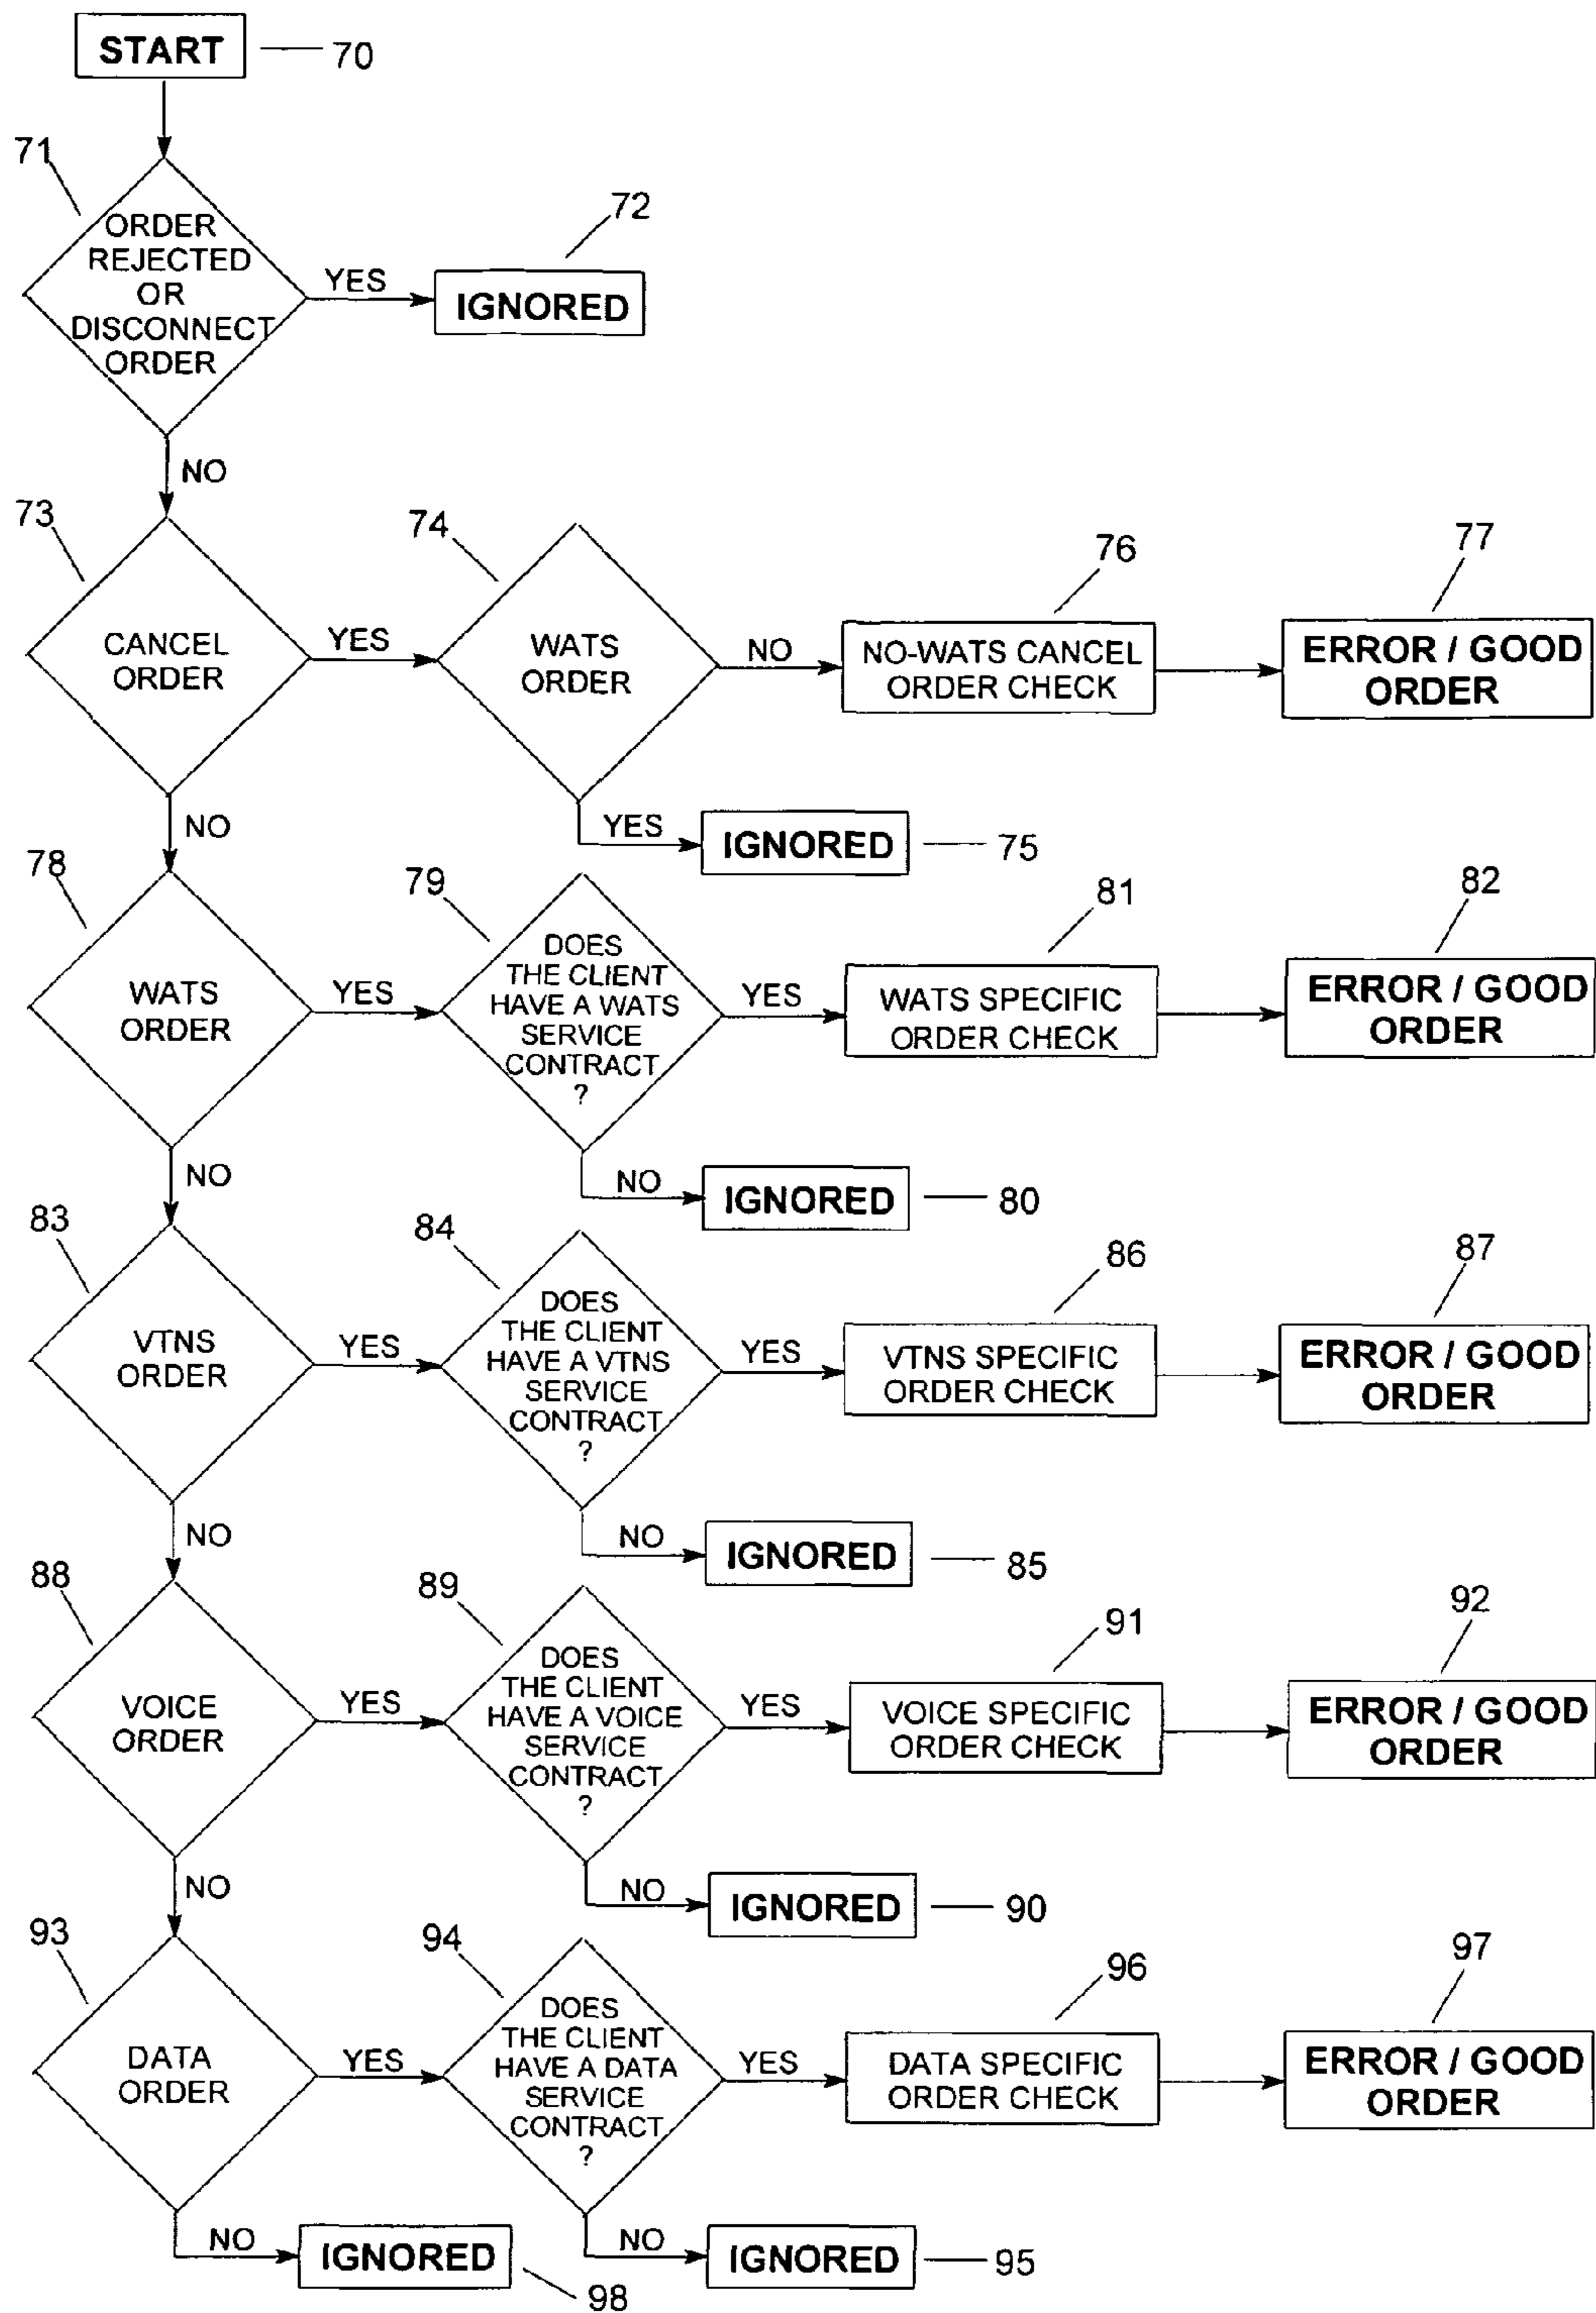 START
70
71
ORDER
REJECTED
OR
DISCONNECT
ORDER
YES
72
IGNORED
NO
73
CANCEL
ORDER
YES
74
WATS
ORDER
NO
76
NO-WATS CANCEL
ORDER CHECK
77
ERROR / GOOD
ORDER
YES
IGNORED
75
NO
78
WATS
ORDER
YES
79
DOES
THE CLIENT
HAVE A WATS
SERVICE
CONTRACT
?
YES
81
WATS SPECIFIC
ORDER CHECK
82
ERROR / GOOD
ORDER
NO
IGNORED
80
NO
83
VTNS
ORDER
YES
84
DOES
THE CLIENT
HAVE A VTNS
SERVICE
CONTRACT
?
YES
86
VTNS SPECIFIC
ORDER CHECK
87
ERROR / GOOD
ORDER
NO
IGNORED
85
NO
88
VOICE
ORDER
YES
89
DOES
THE CLIENT
HAVE A VOICE
SERVICE
CONTRACT
?
YES
91
VOICE SPECIFIC
ORDER CHECK
92
ERROR / GOOD
ORDER
NO
IGNORED
90
NO
93
DATA
ORDER
YES
94
DOES
THE CLIENT
HAVE A DATA
SERVICE
CONTRACT
?
YES
96
DATA SPECIFIC
ORDER CHECK
97
ERROR / GOOD
ORDER
NO
IGNORED
98
NO
IGNORED
95